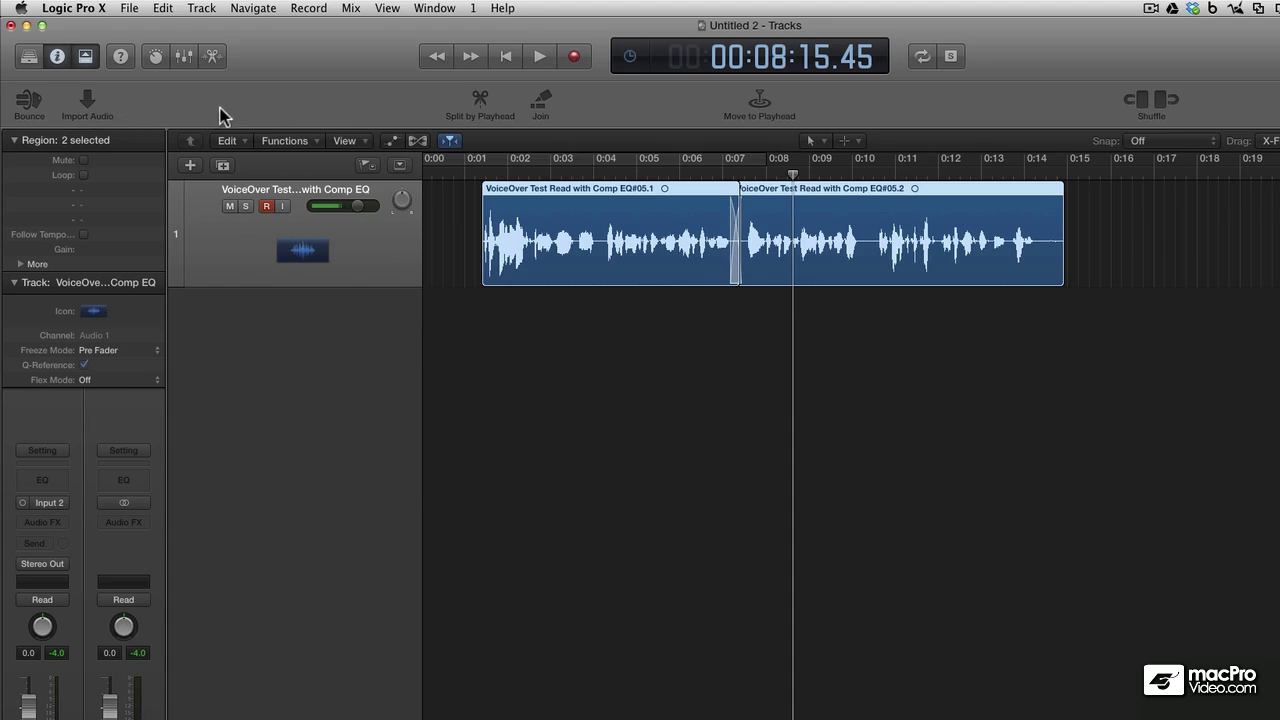 Logic Pro X File Edit Track Navigate Record Mix View Window 1 Help
Untitled 2 - Tracks
00:08:15.45
S
Bounce Import Audio Split by Playhead Join Move to Playhead Shuffle
Region: 2 selected Edit Functions View Snap: Off Drag: X-F
0:00 0:01 0:02 0:03 0:04 0:05 0:06 0:07 0:08 0:09 0:10 0:11 0:12 0:13 0:14 0:15 0:16 0:17 0:18 0:19
Mute:
Loop:
VoiceOver Test...with Comp EQ
VoiceOver Test Read with Comp EQ#05.1
oiceOver Test Read with Comp EQ#05.2
M S R I
L R
1
Follow Tempo...
Gain:
More
Track: VoiceOve...Comp EQ
Icon:
Channel: Audio 1
Freeze Mode: Pre Fader
Q-Reference:
Flex Mode: Off
Setting Setting
EQ EQ
Input 2
Audio FX Audio FX
Send
Stereo Out
Read Read
0.0 -4.0 0.0 -4.0
macPro
Video.com